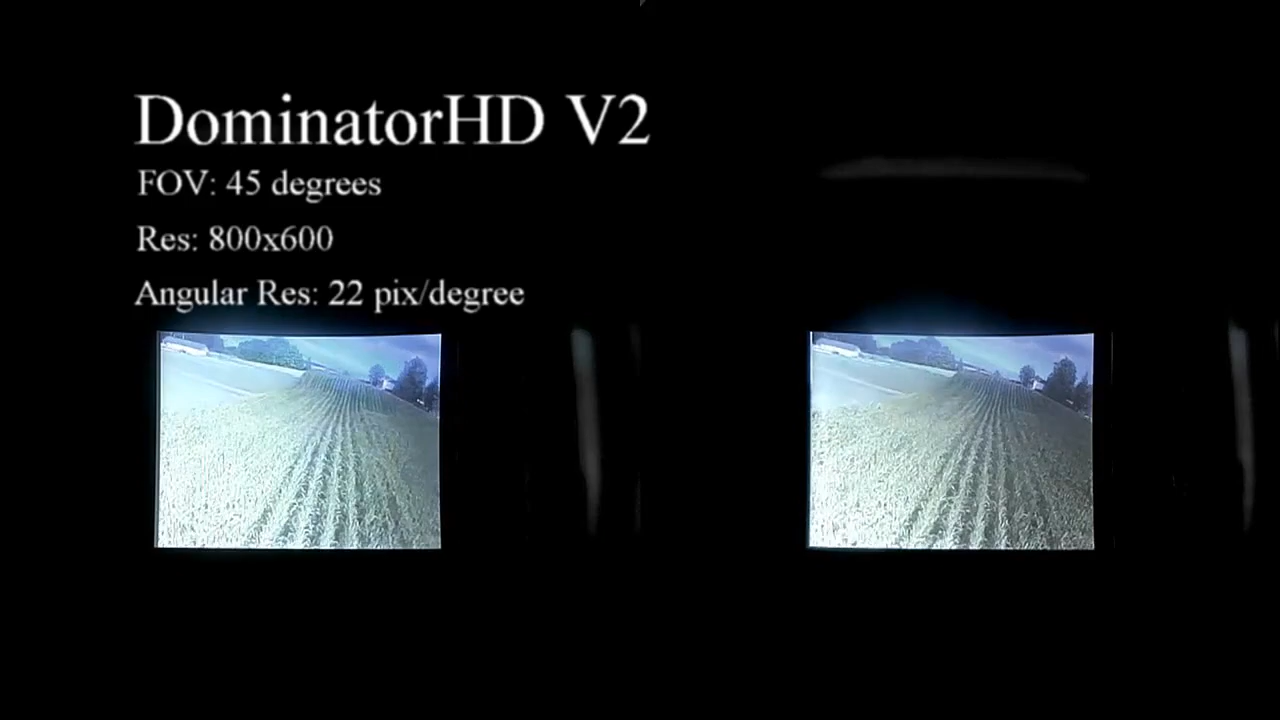 DominatorHD V2
FOV: 45 degrees
Res: 800x600
Angular Res: 22 pix/degree